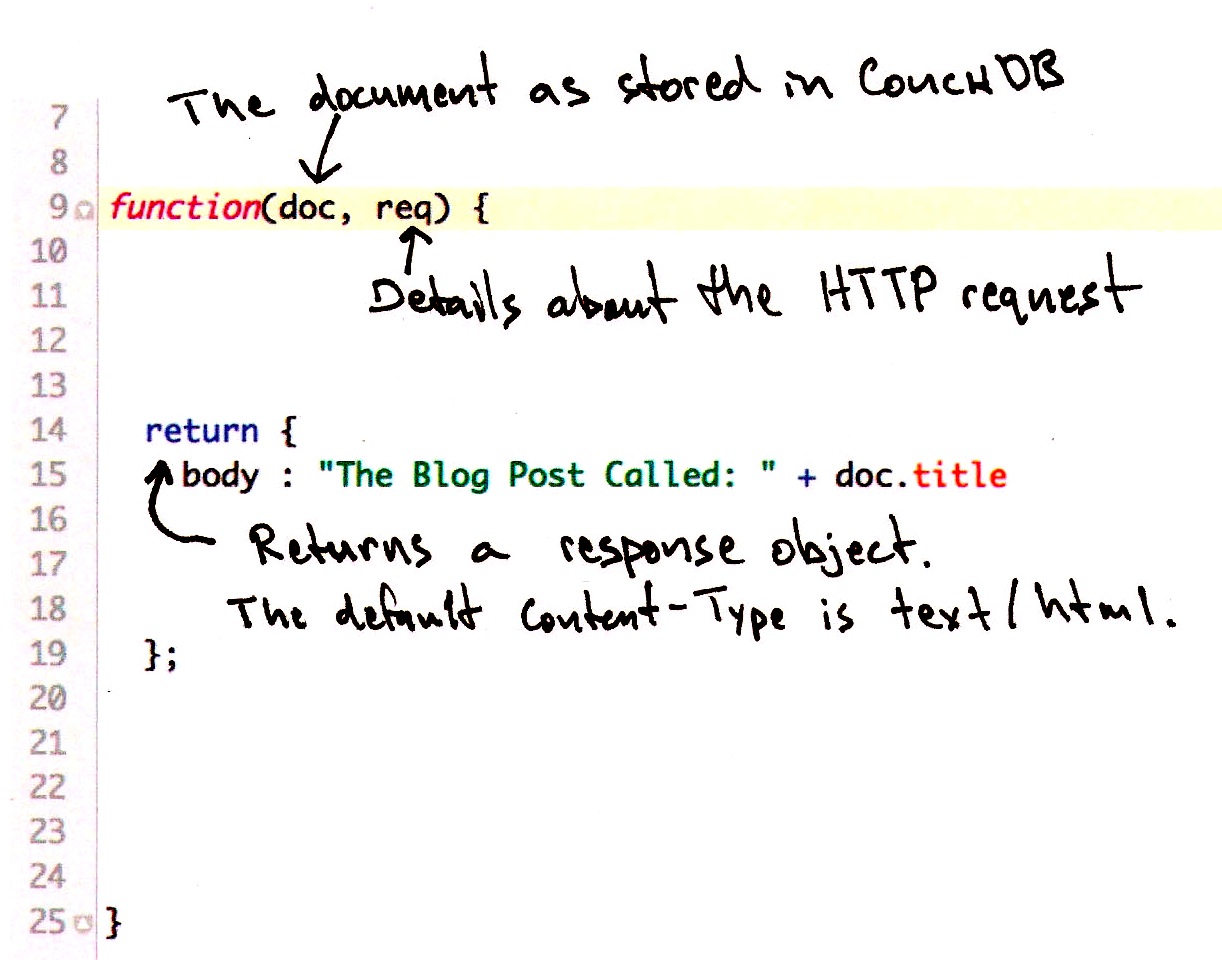 The document as stored in CouchDB
7
8
9 function(doc, req) {
10
Details about the HTTP request
11
12
13
14 return {
15 body : "The Blog Post Called: " + doc.title
16
Returns a response object.
17
18 The default Content-Type is text/html.
19 };
20
21
22
23
24
25 }